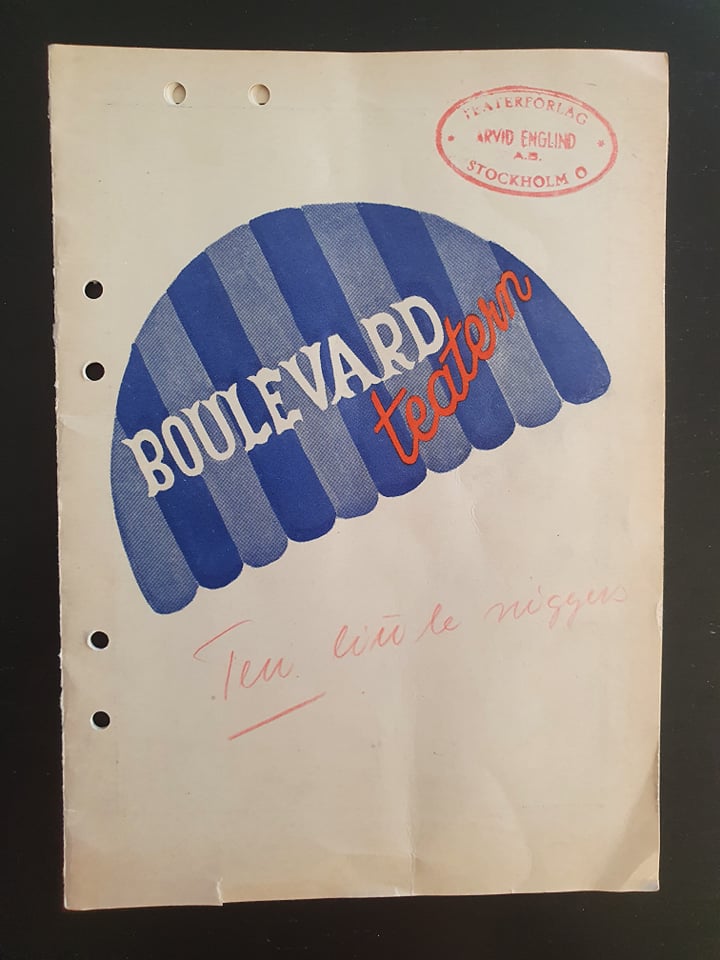 TEATERFÖRLAG
ARVID ENGLIND
A.B.
STOCKHOLM Ö
BOULEVARD
teatern
Ten little niggers